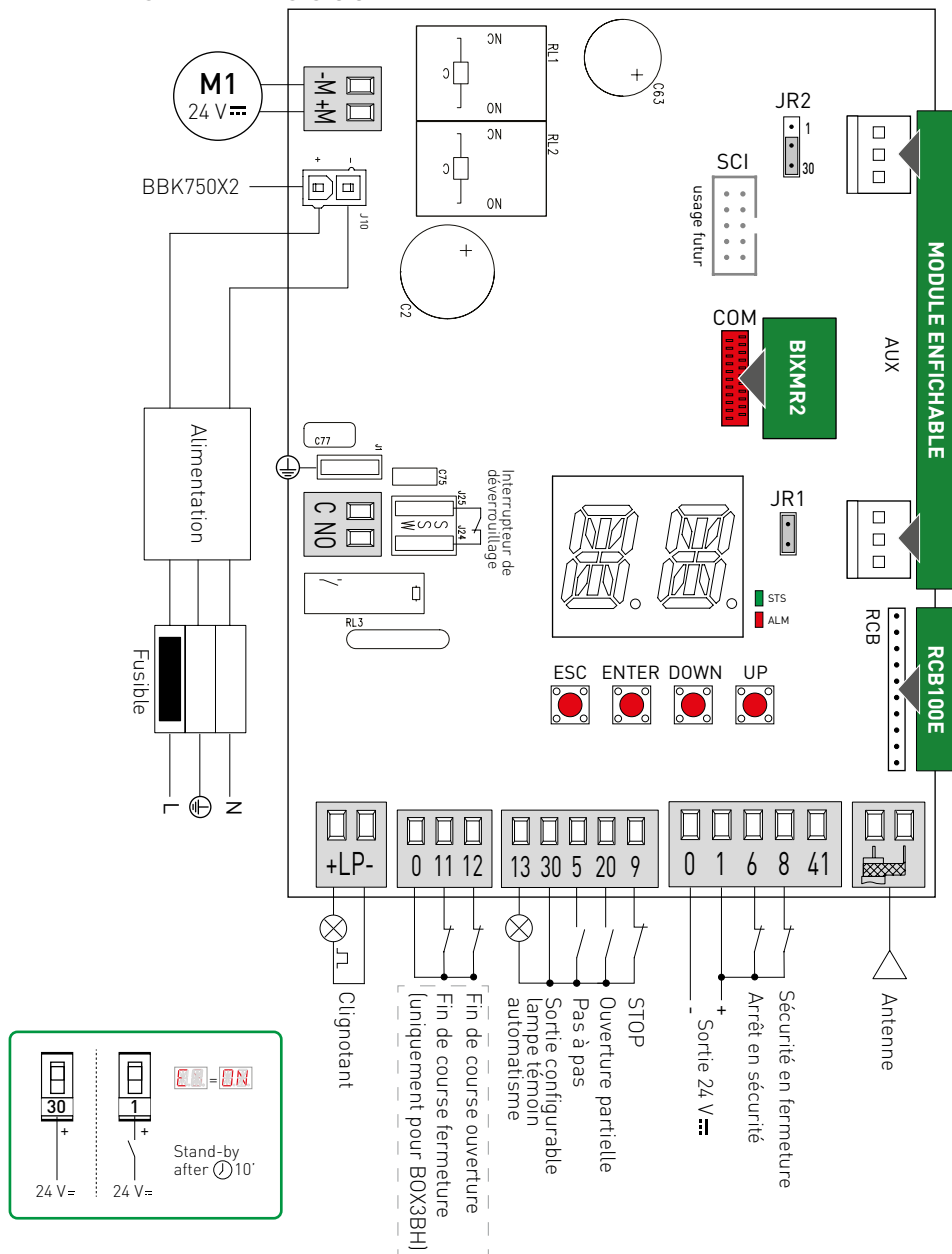 M1
24 V
-M +M
BBK750X2
+ -
J10
NC
C
NO
RL1
NC
C
NO
RL2
+
C63
+
C2
JR2
1
30
SCI
usage futur
COM
BIXMR2
AUX
MODULE ENFICHABLE
JR1
STS
ALM
RCB
RCB100E
Alimentation
C77
J1
C75
C NO
J25
S S W
J24
Interrupteur de
déverrouillage
RL3
Fusible
L
N
ESC ENTER DOWN UP
+LP-
0 11 12
13 30 5 20 9
0 1 6 8 41
Clignotant
Fin de course ouverture
Fin de course fermeture
(uniquement pour BOX3BH)
STOP
Ouverture partielle
Pas à pas
Sortie configurable
lampe témoin
automatisme
Sécurité en fermeture
Arrêt en sécurité
+
- Sortie 24 V
Antenne
30
+
24 V
1
+
24 V
E = ON
Stand-by
after 10'